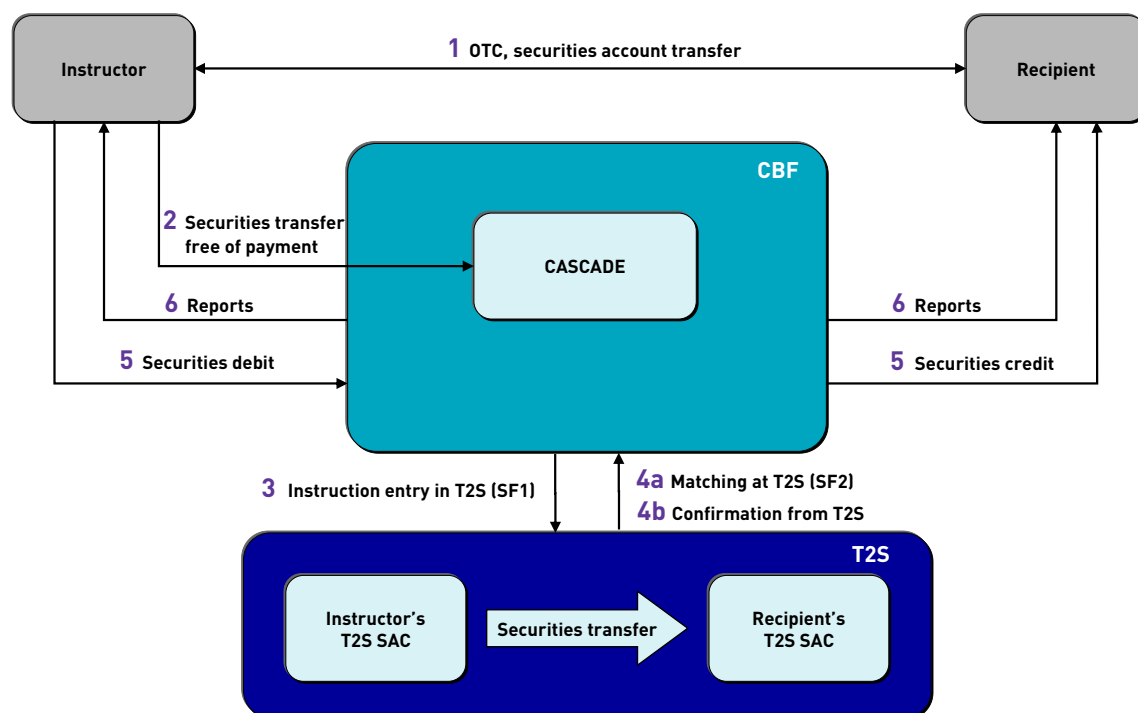 1 OTC, securities account transfer
Instructor
Recipient
CBF
2 Securities transfer
free of payment
CASCADE
6 Reports
6 Reports
5 Securities debit
5 Securities credit
3 Instruction entry in T2S (SF1)
4a Matching at T2S (SF2)
4b Confirmation from T2S
T2S
Instructor’s
T2S SAC
Securities transfer
Recipient’s
T2S SAC